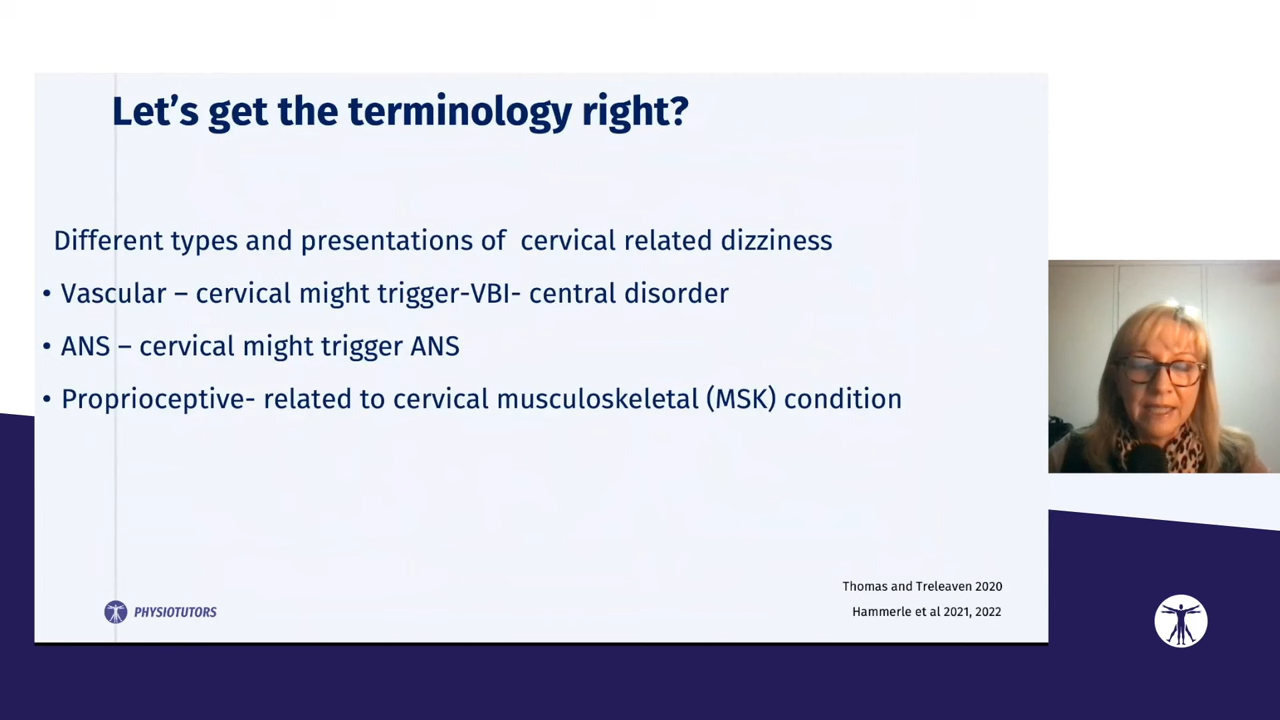 Let's get the terminology right?
Different types and presentations of cervical related dizziness
• Vascular – cervical might trigger-VBI- central disorder
• ANS – cervical might trigger ANS
• Proprioceptive- related to cervical musculoskeletal (MSK) condition
Thomas and Treleaven 2020
Hammerle et al 2021, 2022
PHYSIOTUTORS